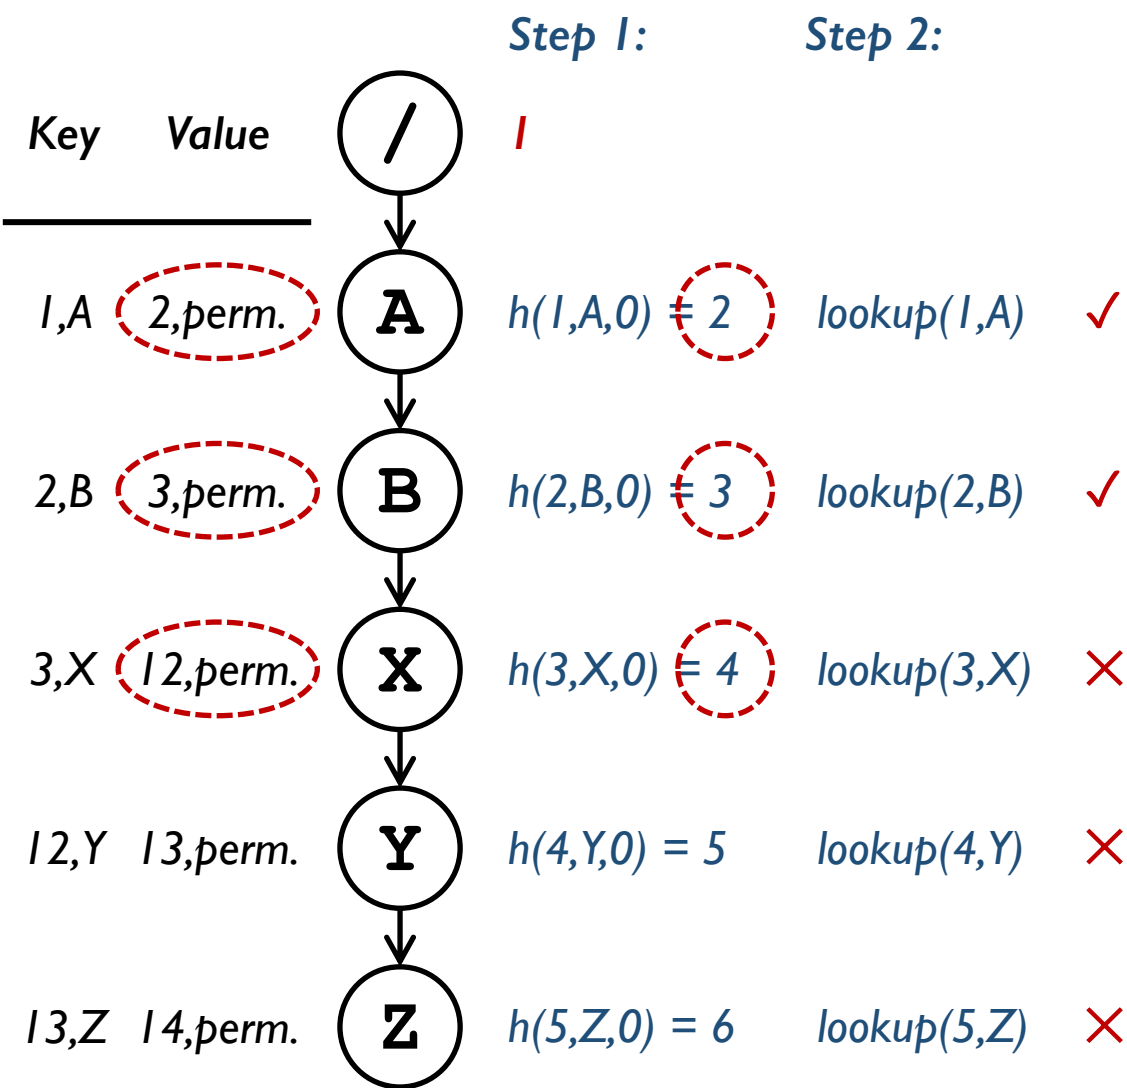 Step 1: Step 2:
Key Value / 1
1,A 2,perm. A h(1,A,0) = 2 lookup(1,A) ✓
2,B 3,perm. B h(2,B,0) = 3 lookup(2,B) ✓
3,X 12,perm. X h(3,X,0) = 4 lookup(3,X) ✕
12,Y 13,perm. Y h(4,Y,0) = 5 lookup(4,Y) ✕
13,Z 14,perm. Z h(5,Z,0) = 6 lookup(5,Z) ✕